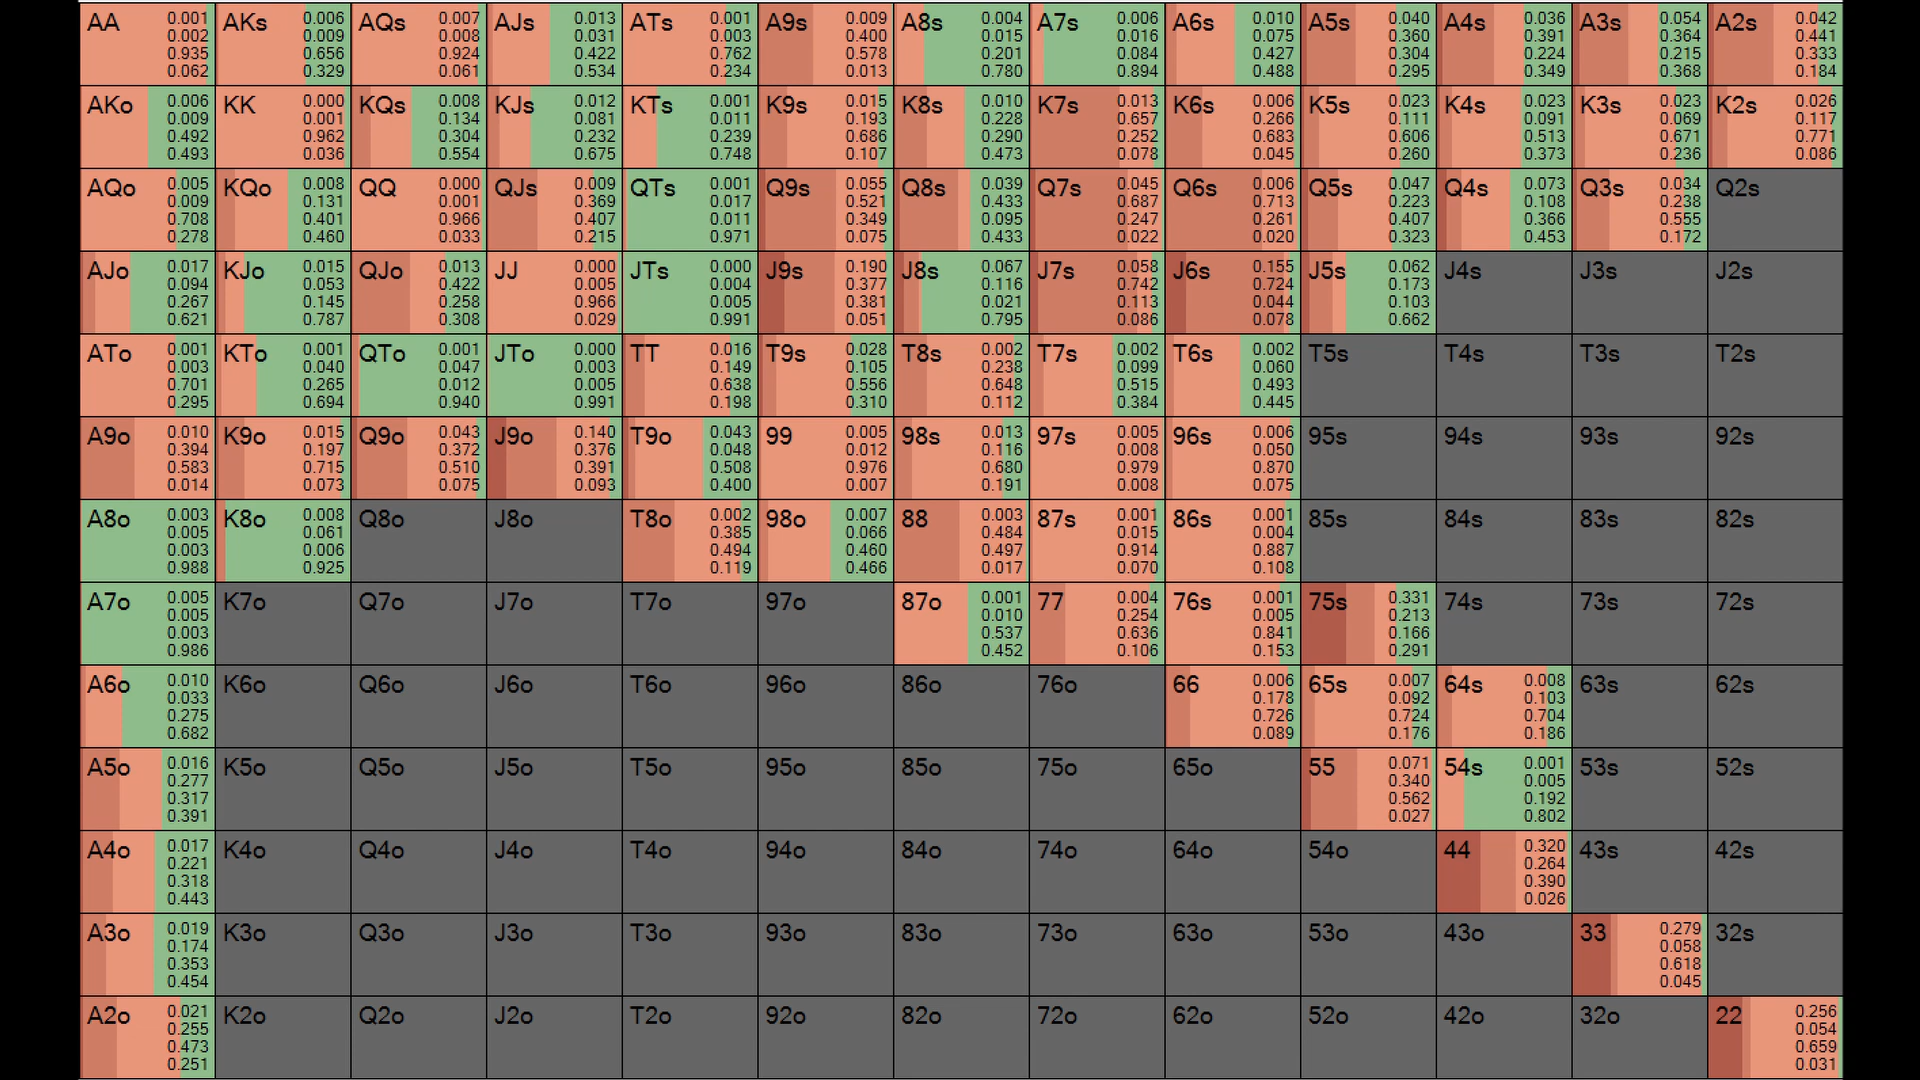 AA 0.001 AKs 0.006 AQs 0.007 AJs 0.013 ATs 0.001 A9s 0.009 A8s 0.004 A7s 0.006 A6s 0.010 A5s 0.040 A4s 0.036 A3s 0.054 A2s 0.042
0.002 0.009 0.008 0.031 0.003 0.400 0.015 0.016 0.075 0.360 0.391 0.364 0.441
0.935 0.656 0.924 0.422 0.762 0.578 0.201 0.084 0.427 0.304 0.224 0.215 0.333
0.062 0.329 0.061 0.534 0.234 0.013 0.780 0.894 0.488 0.295 0.349 0.368 0.184
AKo 0.006 KK 0.000 KQs 0.008 KJs 0.012 KTs 0.001 K9s 0.015 K8s 0.010 K7s 0.013 K6s 0.006 K5s 0.023 K4s 0.023 K3s 0.023 K2s 0.026
0.009 0.001 0.134 0.081 0.011 0.193 0.228 0.657 0.266 0.111 0.091 0.069 0.117
0.492 0.962 0.304 0.232 0.239 0.686 0.290 0.252 0.683 0.606 0.513 0.671 0.771
0.493 0.036 0.554 0.675 0.748 0.107 0.473 0.078 0.045 0.260 0.373 0.236 0.086
AQo 0.005 KQo 0.008 QQ 0.000 QJs 0.009 QTs 0.001 Q9s 0.055 Q8s 0.039 Q7s 0.045 Q6s 0.006 Q5s 0.047 Q4s 0.073 Q3s 0.034 Q2s
0.009 0.131 0.001 0.369 0.017 0.521 0.433 0.687 0.713 0.223 0.108 0.238
0.708 0.401 0.966 0.407 0.011 0.349 0.095 0.247 0.261 0.407 0.366 0.555
0.278 0.460 0.033 0.215 0.971 0.075 0.433 0.022 0.020 0.323 0.453 0.172
AJo 0.017 KJo 0.015 QJo 0.013 JJ 0.000 JTs 0.000 J9s 0.190 J8s 0.067 J7s 0.058 J6s 0.155 J5s 0.062 J4s J3s J2s
0.094 0.053 0.422 0.005 0.004 0.377 0.116 0.742 0.724 0.173
0.267 0.145 0.258 0.966 0.005 0.381 0.021 0.113 0.044 0.103
0.621 0.787 0.308 0.029 0.991 0.051 0.795 0.086 0.078 0.662
ATo 0.001 KTo 0.001 QTo 0.001 JTo 0.000 TT 0.016 T9s 0.028 T8s 0.002 T7s 0.002 T6s 0.002 T5s T4s T3s T2s
0.003 0.040 0.047 0.003 0.149 0.105 0.238 0.099 0.060
0.701 0.265 0.012 0.005 0.638 0.556 0.648 0.515 0.493
0.295 0.694 0.940 0.991 0.198 0.310 0.112 0.384 0.445
A9o 0.010 K9o 0.015 Q9o 0.043 J9o 0.140 T9o 0.043 99 0.005 98s 0.013 97s 0.005 96s 0.006 95s 94s 93s 92s
0.394 0.197 0.372 0.376 0.048 0.012 0.116 0.008 0.050
0.583 0.715 0.510 0.391 0.508 0.976 0.680 0.979 0.870
0.014 0.073 0.075 0.093 0.400 0.007 0.191 0.008 0.075
A8o 0.003 K8o 0.008 Q8o J8o T8o 0.002 98o 0.007 88 0.003 87s 0.001 86s 0.001 85s 84s 83s 82s
0.005 0.061 0.385 0.066 0.484 0.015 0.004
0.003 0.006 0.494 0.460 0.497 0.914 0.887
0.988 0.925 0.119 0.466 0.017 0.070 0.108
A7o 0.005 K7o Q7o J7o T7o 97o 87o 0.001 77 0.004 76s 0.001 75s 0.331 74s 73s 72s
0.005 0.010 0.254 0.005 0.213
0.003 0.537 0.636 0.841 0.166
0.986 0.452 0.106 0.153 0.291
A6o 0.010 K6o Q6o J6o T6o 96o 86o 76o 66 0.006 65s 0.007 64s 0.008 63s 62s
0.033 0.178 0.092 0.103
0.275 0.726 0.724 0.704
0.682 0.089 0.176 0.186
A5o 0.016 K5o Q5o J5o T5o 95o 85o 75o 65o 55 0.071 54s 0.001 53s 52s
0.277 0.340 0.005
0.317 0.562 0.192
0.391 0.027 0.802
A4o 0.017 K4o Q4o J4o T4o 94o 84o 74o 64o 54o 44 0.320 43s 42s
0.221 0.264
0.318 0.390
0.443 0.026
A3o 0.019 K3o Q3o J3o T3o 93o 83o 73o 63o 53o 43o 33 0.279 32s
0.174 0.058
0.353 0.618
0.454 0.045
A2o 0.021 K2o Q2o J2o T2o 92o 82o 72o 62o 52o 42o 32o 22 0.256
0.255 0.054
0.473 0.659
0.251 0.031